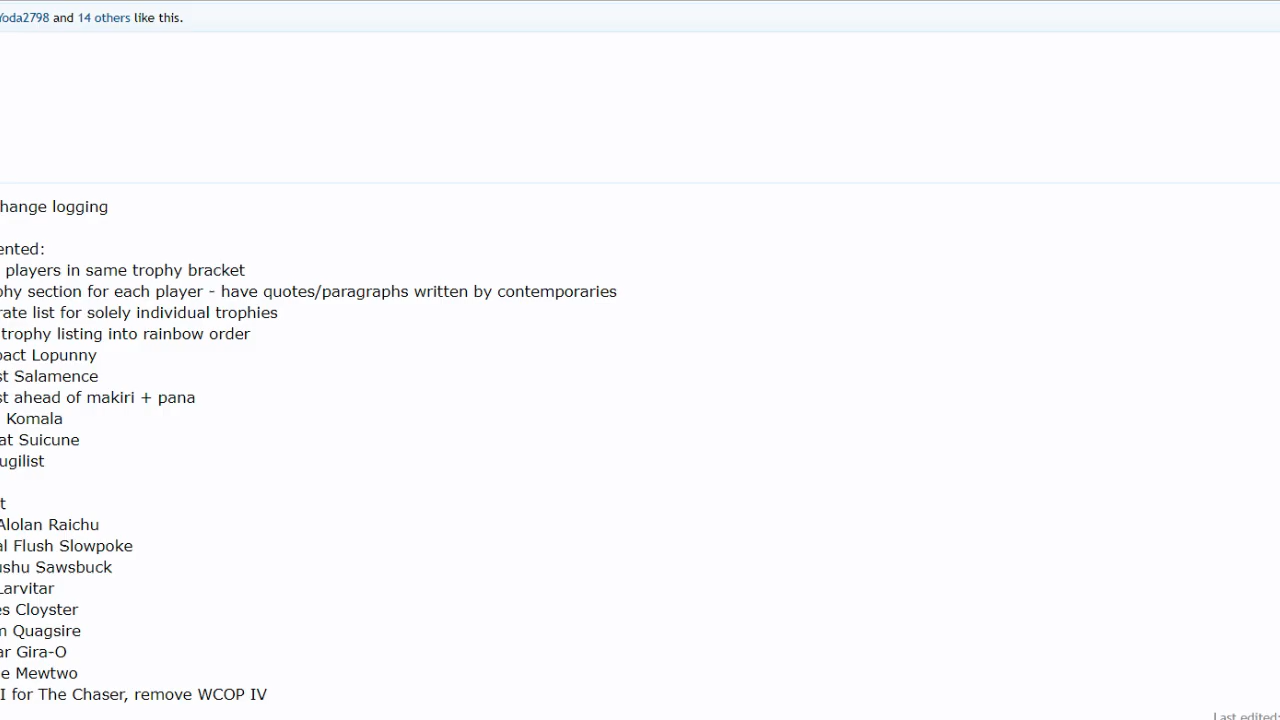 Yoda2798 and 14 others like this.
hange logging
ented:
players in same trophy bracket
phy section for each player - have quotes/paragraphs written by contemporaries
rate list for solely individual trophies
trophy listing into rainbow order
pact Lopunny
st Salamence
st ahead of makiri + pana
Komala
at Suicune
ugilist
t
Alolan Raichu
al Flush Slowpoke
ushu Sawsbuck
Larvitar
es Cloyster
n Quagsire
ar Gira-O
e Mewtwo
I for The Chaser, remove WCOP IV
Last edited: